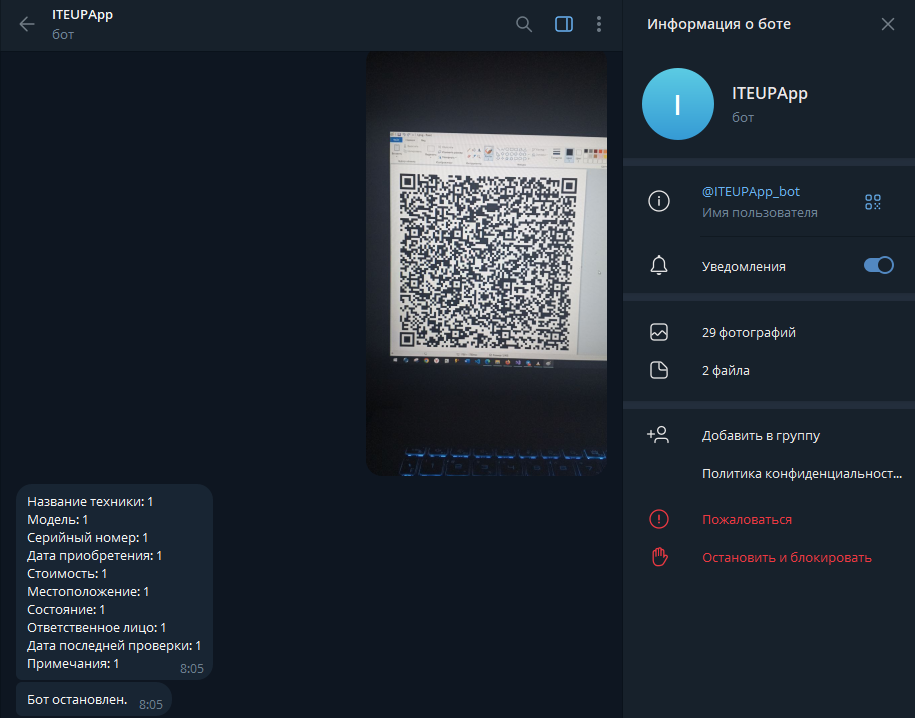 ITEUPApp
бот
Название техники: 1
Модель: 1
Серийный номер: 1
Дата приобретения: 1
Стоимость: 1
Местоположение: 1
Состояние: 1
Ответственное лицо: 1
Дата последней проверки: 1
Примечания: 1
8:05
Бот остановлен.
8:05
Информация о боте
I
ITEUPApp
бот
@ITEUPApp_bot
Имя пользователя
Уведомления
29 фотографий
2 файла
Добавить в группу
Политика конфиденциальност...
Пожаловаться
Остановить и блокировать